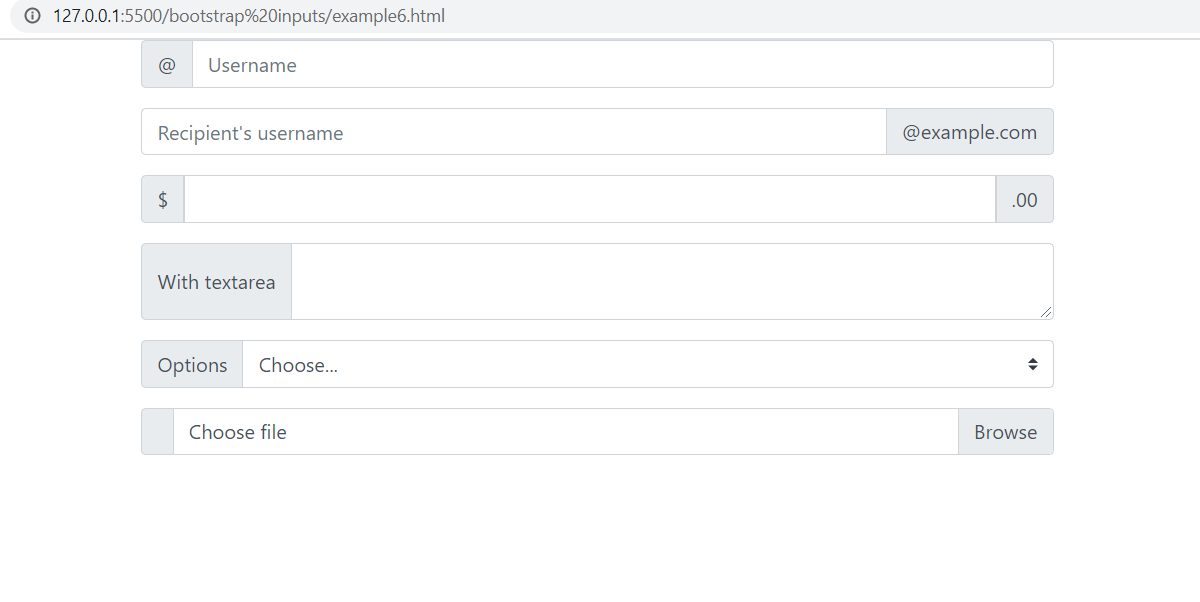 127.0.0.1:5500/bootstrap%20inputs/example6.html
@ Username
Recipient's username @example.com
$ .00
With textarea
Options Choose...
Choose file Browse